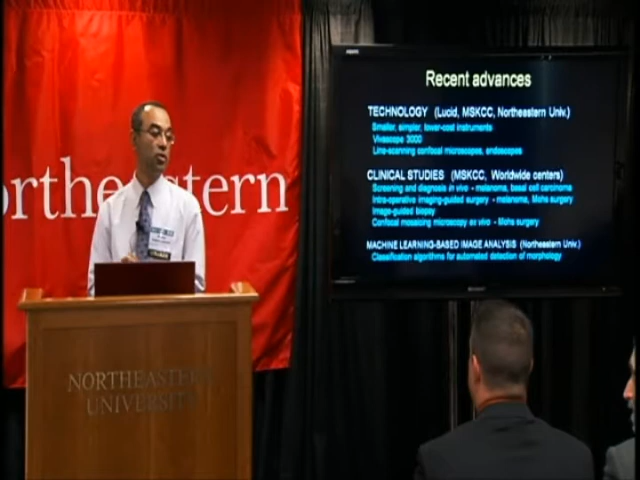 Recent advances
TECHNOLOGY (Lucid, MSKCC, Northeastern Univ.)
Smaller, simpler, lower-cost instruments
Vivascope 3000
Line-scanning confocal microscopes, endoscopes
CLINICAL STUDIES (MSKCC, Worldwide centers)
Screening and diagnosis in vivo - melanoma, basal cell carcinoma
Intra-operative imaging-guided surgery - melanoma, Mohs surgery
Image-guided biopsy
Confocal mosaicing microscopy ex vivo - Mohs surgery
MACHINE LEARNING-BASED IMAGE ANALYSIS (Northeastern Univ.)
Classification algorithms for automated detection of morphology
ortheastern
NORTHEASTERN
UNIVERSITY